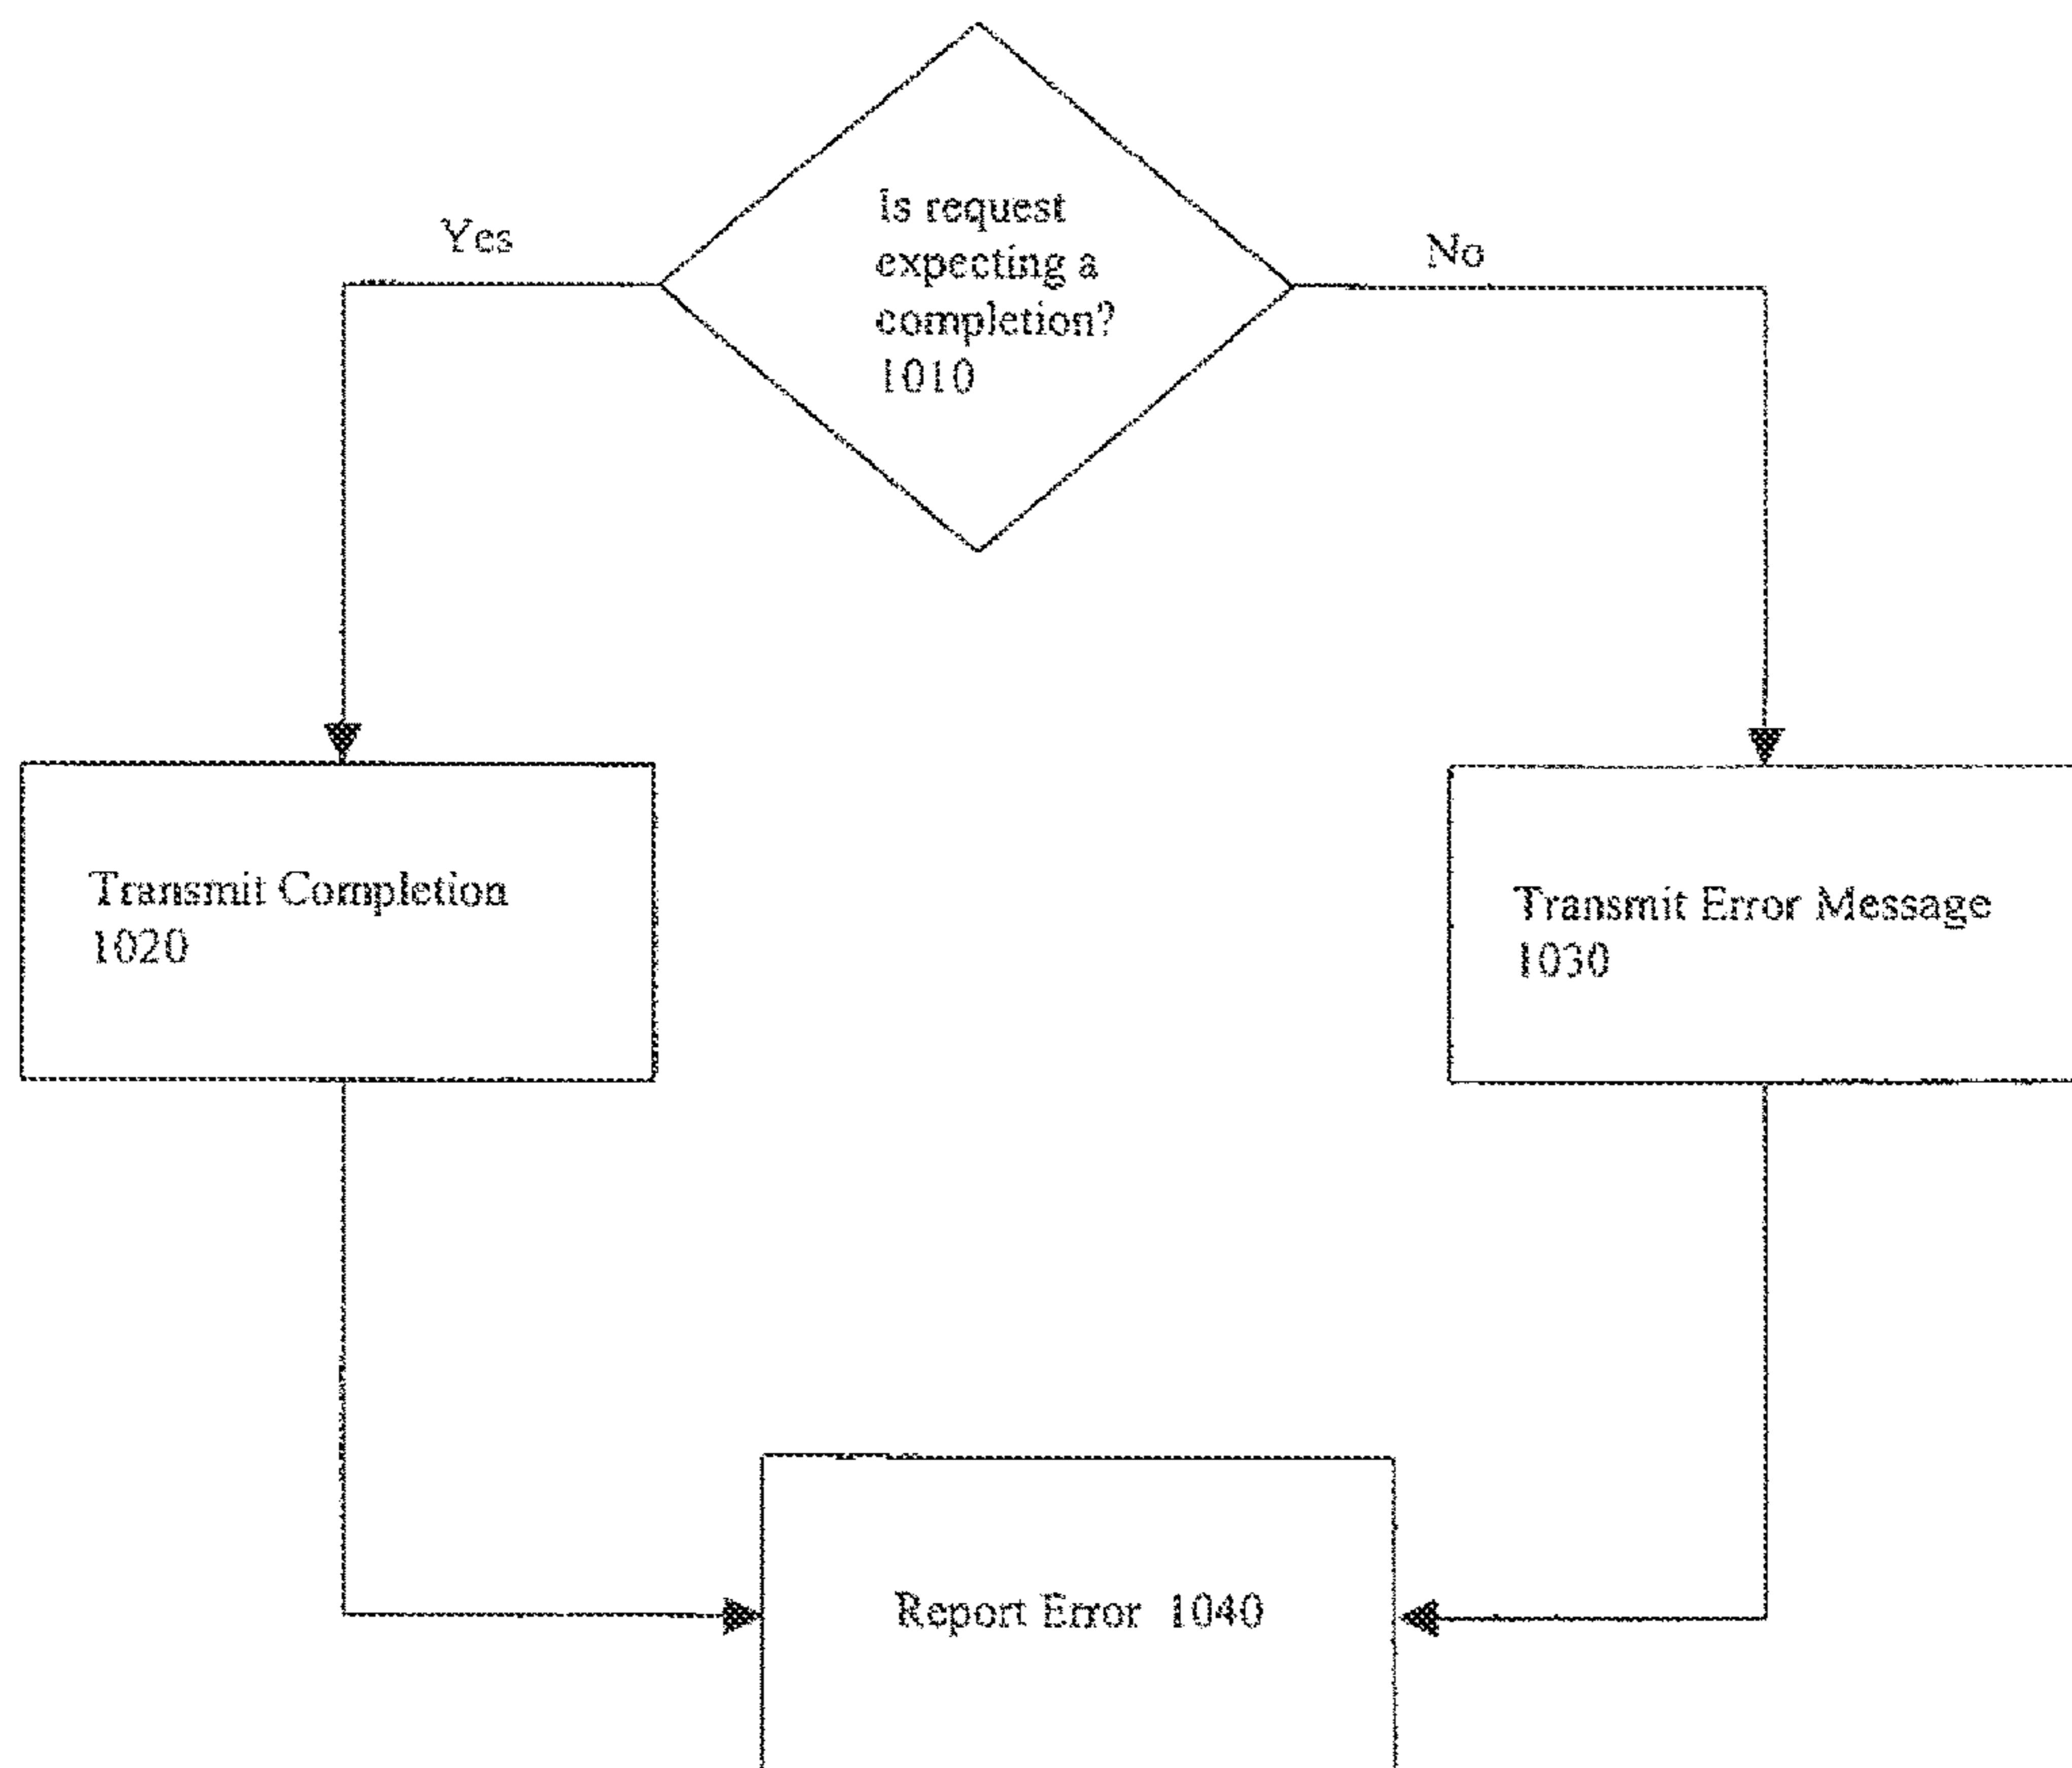 Is request
expecting a
completion?
1010
Yes
No
Transmit Completion
1020
Transmit Error Message
1030
Report Error 1040